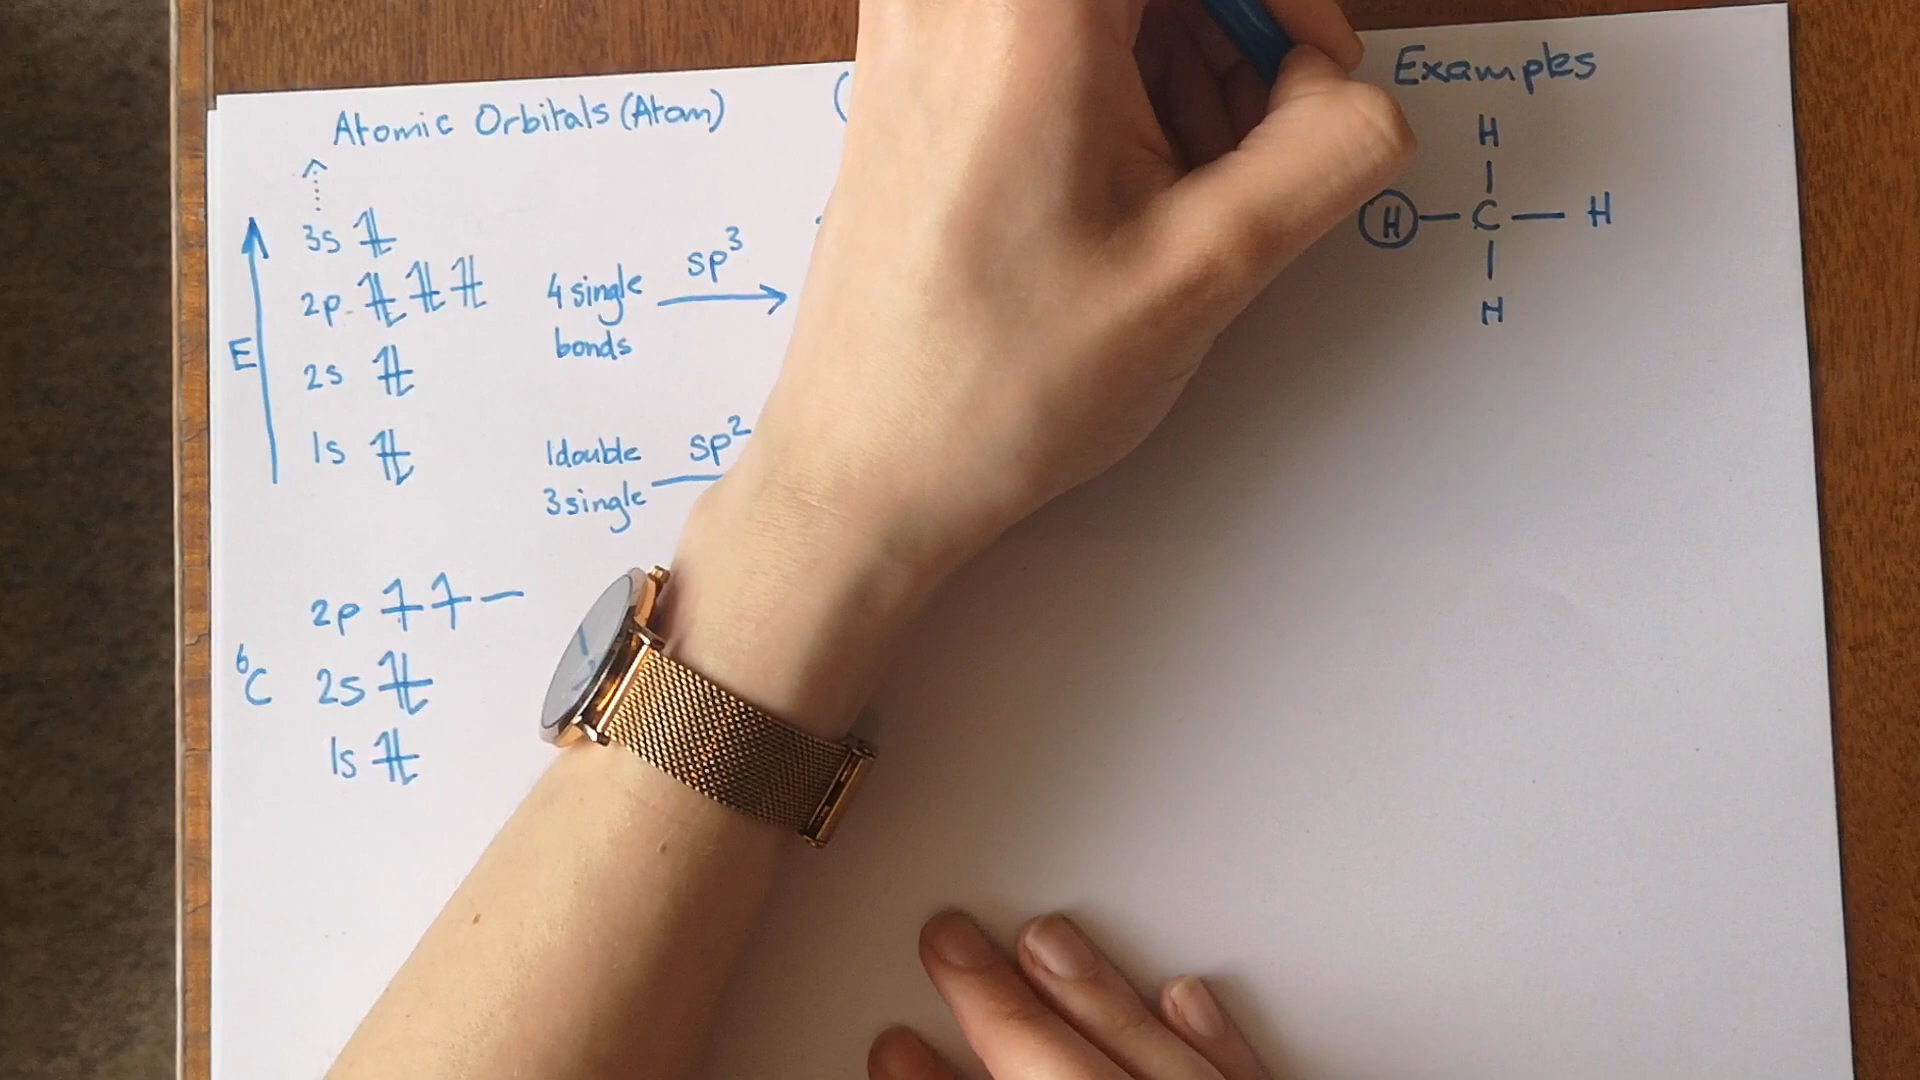 Atomic Orbitals (Atom)
3s
2p
2s
1s
E
4 single
bonds
sp³
1double
3single
sp²
2p
⁶C 2s
1s
Examples
H
H—C—H
H